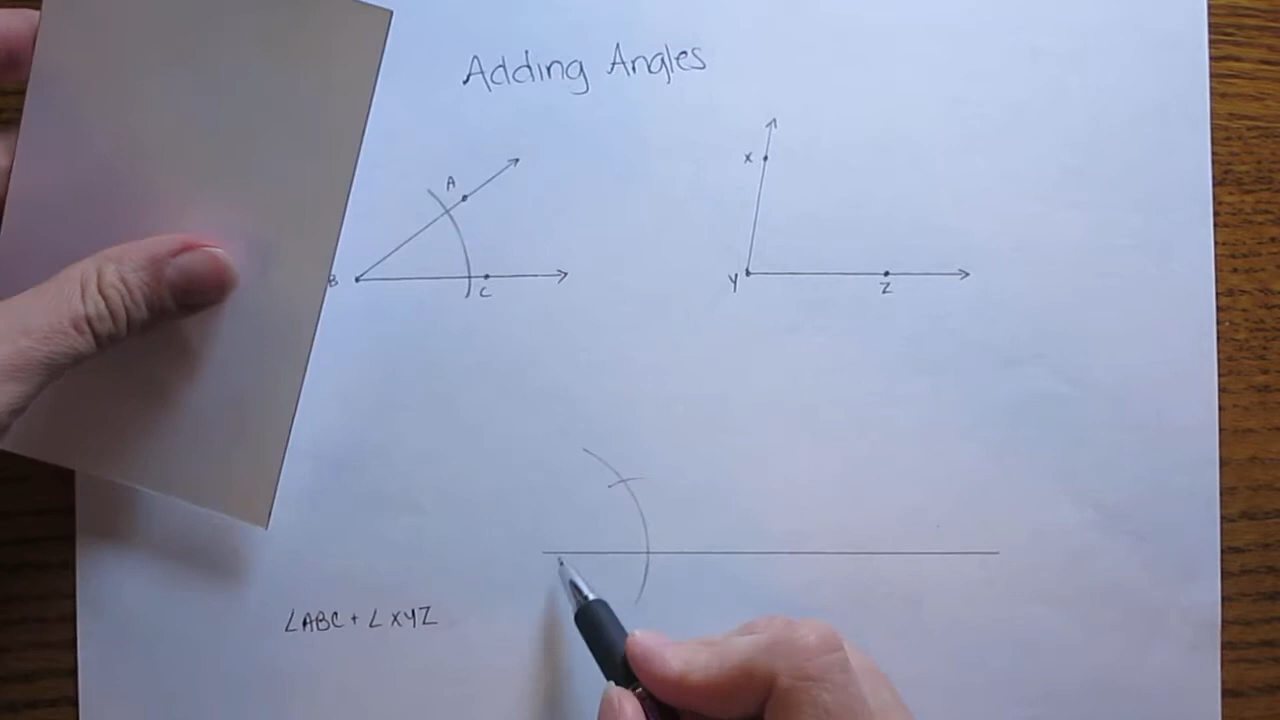 Adding Angles
A
B
C
X
Y
Z
∠ABC + ∠XYZ